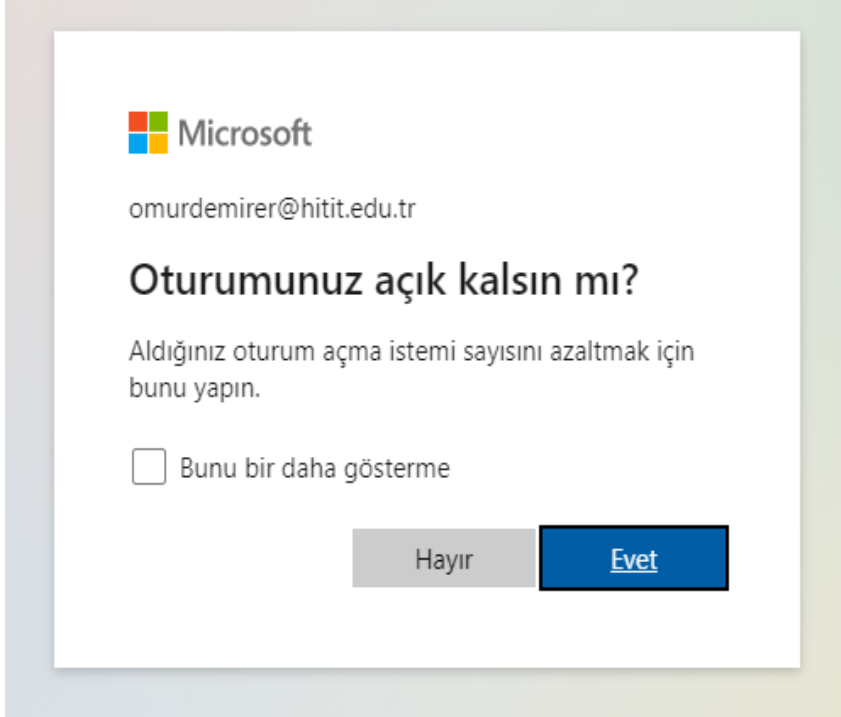 Microsoft
omurdemirer@hitit.edu.tr
Oturumunuz açık kalsın mı?
Aldığınız oturum açma istemi sayısını azaltmak için
bunu yapın.
Bunu bir daha gösterme
Hayır
Evet